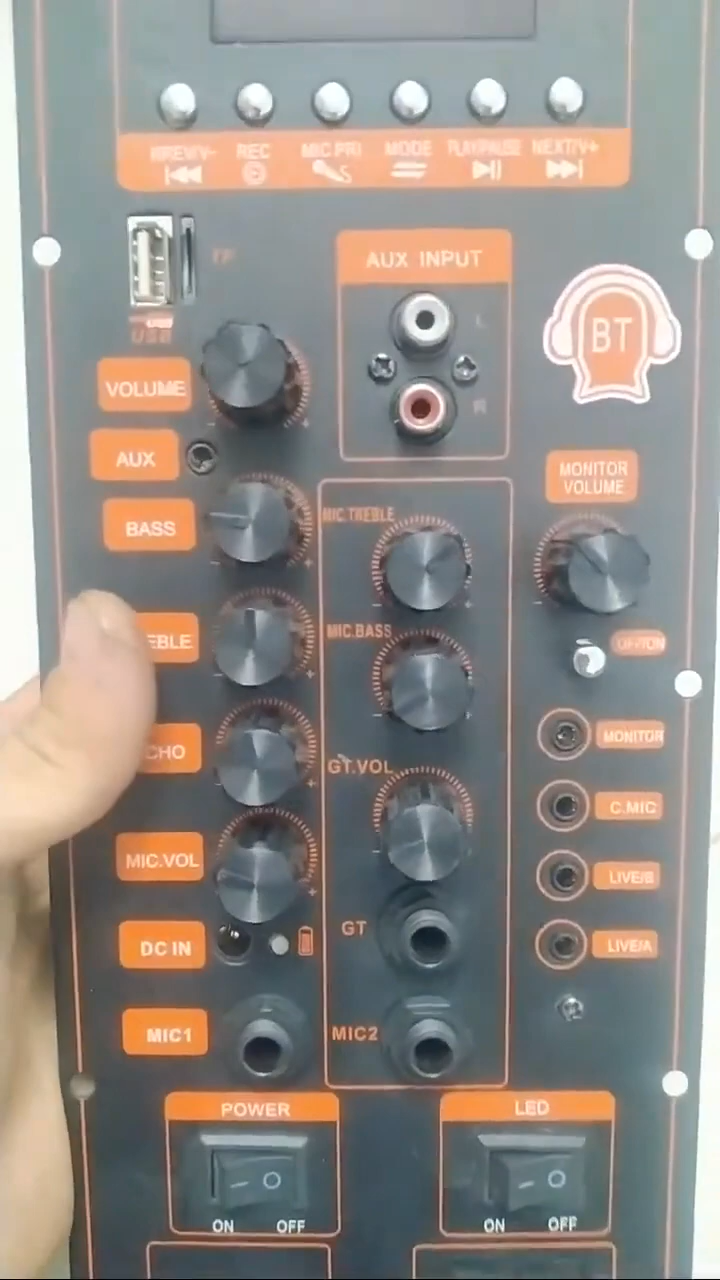 PREV/V- REC MIC.PRI MODE PLAY/PAUSE NEXT/V+
TF
USB
AUX INPUT
L
R
BT
VOLUME
- +
AUX
MONITOR
VOLUME
BASS
- +
MIC.TREBLE
- +
-
EBLE
- +
MIC.BASS
- +
OFF/ON
CHO
- +
GT.VOL
-
MONITOR
C.MIC
MIC.VOL
+
LIVE/B
DC IN
GT
LIVE/A
MIC1
MIC2
POWER
ON OFF
LED
ON OFF